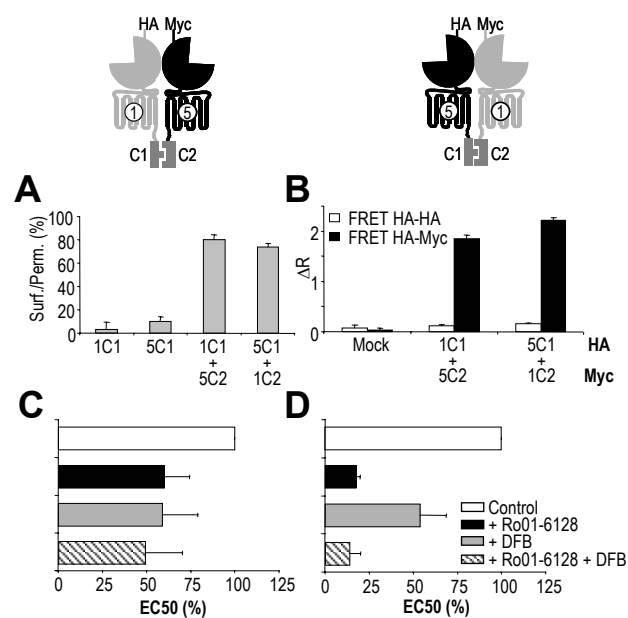 HA Myc
1 5
C1 C2
HA Myc
5 1
C1 C2
A
Surf./Perm. (%)
100
80
60
40
20
0
1C1 5C1 1C1 + 5C2 5C1 + 1C2
B
FRET HA-HA
FRET HA-Myc
ΔR
2
1
0
Mock 1C1 + 5C2 5C1 + 1C2
HA
Myc
C
0 25 50 75 100 125
EC50 (%)
D
Control
+ Ro01-6128
+ DFB
+ Ro01-6128 + DFB
0 25 50 75 100 125
EC50 (%)